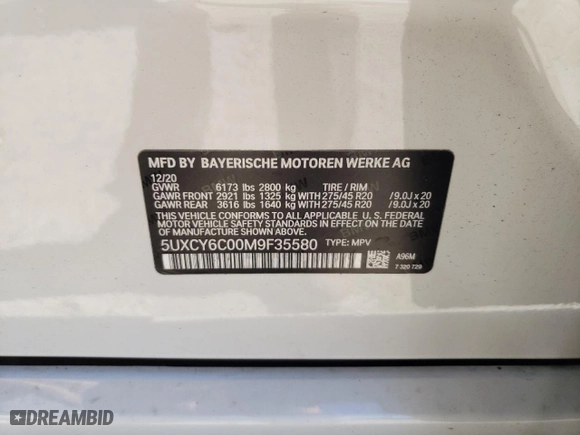 MFD BY BAYERISCHE MOTOREN WERKE AG
12/20
GVWR 6173 lbs 2800 kg TIRE / RIM
GAWR FRONT 2921 lbs 1325 kg WITH 275/45 R20 / 9.0J x 20
GAWR REAR 3616 lbs 1640 kg WITH 275/45 R20 / 9.0J x 20
THIS VEHICLE CONFORMS TO ALL APPLICABLE U. S. FEDERAL
MOTOR VEHICLE SAFETY STANDARDS IN EFFECT ON THE DATE
OF MANUFACTURE SHOWN ABOVE.
5UXCY6C00M9F35580 TYPE: MPV
A96M
7 320 729
DREAMBID